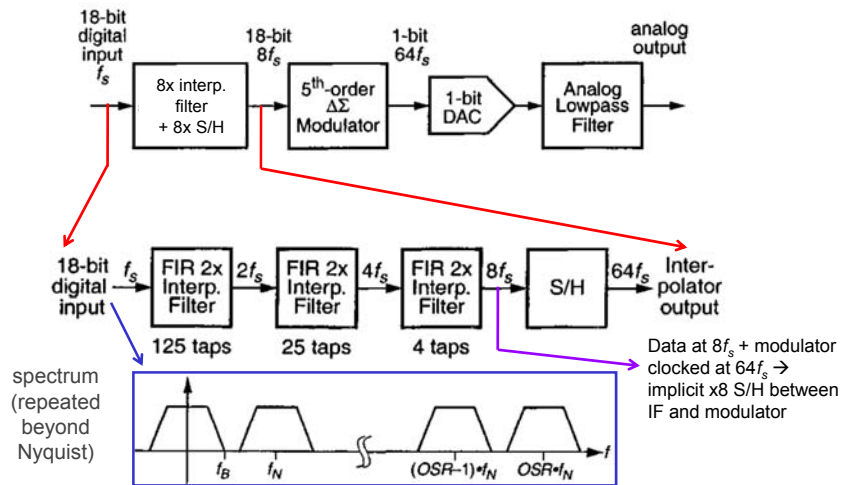 18-bit
digital
input
fs
18-bit
8fs
1-bit
64fs
analog
output
8x interp.
filter
+ 8x S/H
5th-order
ΔΣ
Modulator
1-bit
DAC
Analog
Lowpass
Filter
18-bit
digital
input
fs
FIR 2x
Interp.
Filter
2fs
FIR 2x
Interp.
Filter
4fs
FIR 2x
Interp.
Filter
8fs
S/H
64fs
Inter-
polator
output
125 taps
25 taps
4 taps
Data at 8fs + modulator
clocked at 64fs →
implicit x8 S/H between
IF and modulator
spectrum
(repeated
beyond
Nyquist)
fB
fN
(OSR–1)•fN
OSR•fN
f